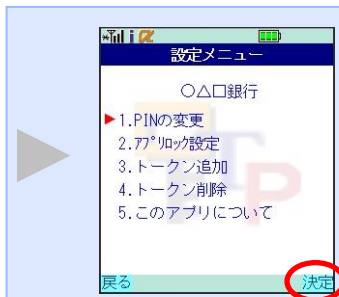 設定メニュー
○△□銀行
1.PINの変更
2.ｱﾌﾟﾘﾛｯｸ設定
3.トークン追加
4.トークン削除
5.このアプリについて
戻る 決定